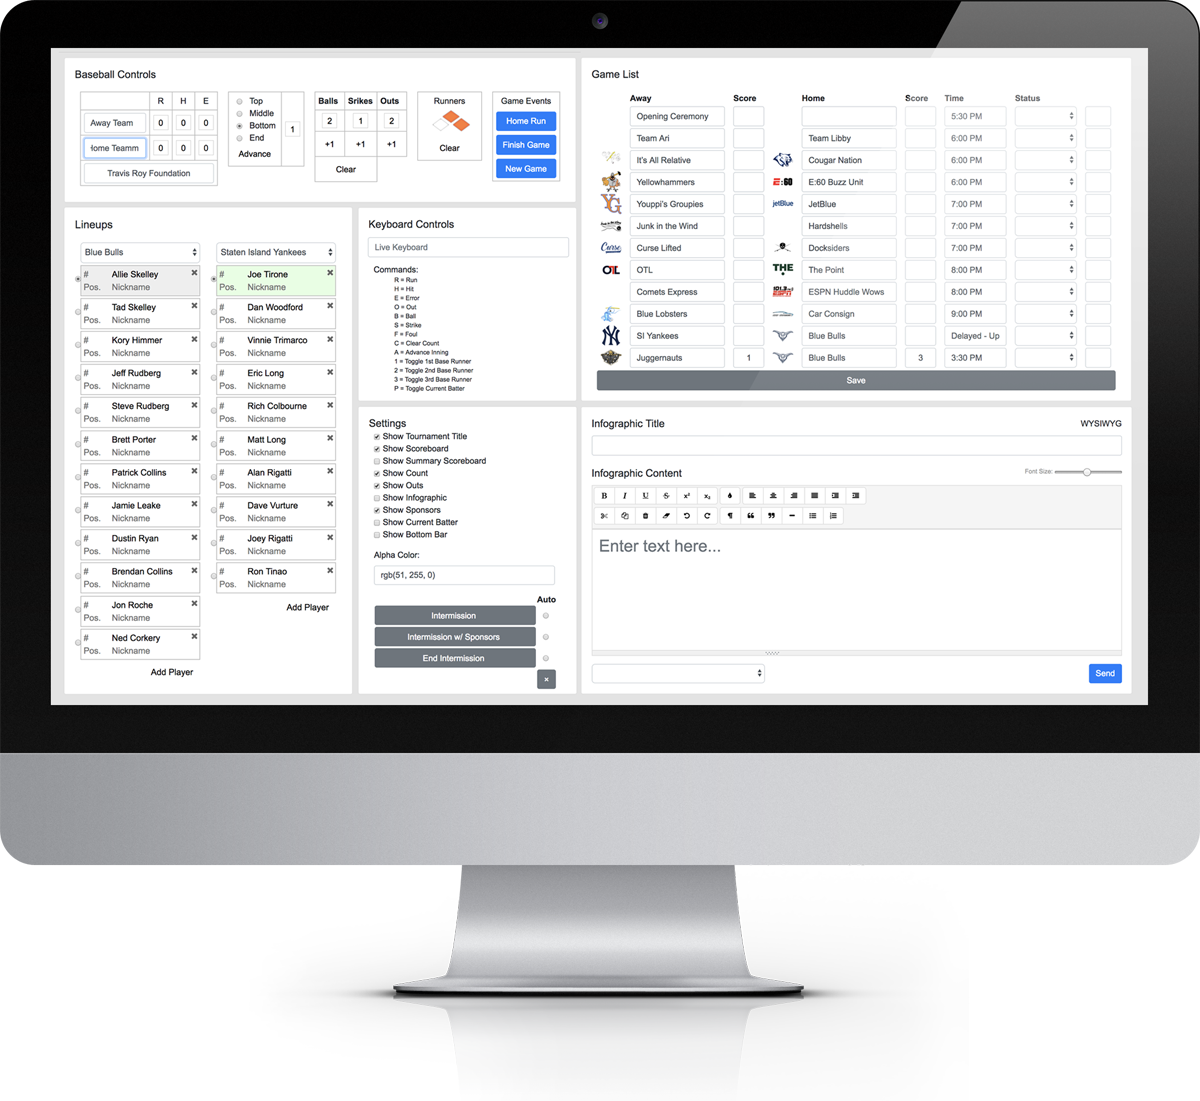 Baseball Controls
R H E
Away Team 0 0 0
Home Teamm 0 0 0
Travis Roy Foundation
Top
Middle
Bottom
End
Advance
1
Balls Srikes Outs
2 1 2
+1 +1 +1
Clear
Runners
Clear
Game Events
Home Run
Finish Game
New Game
Lineups
Blue Bulls
# Allie Skelley
Pos. Nickname
# Tad Skelley
Pos. Nickname
# Kory Himmer
Pos. Nickname
# Jeff Rudberg
Pos. Nickname
# Steve Rudberg
Pos. Nickname
# Brett Porter
Pos. Nickname
# Patrick Collins
Pos. Nickname
# Jamie Leake
Pos. Nickname
# Dustin Ryan
Pos. Nickname
# Brendan Collins
Pos. Nickname
# Jon Roche
Pos. Nickname
# Ned Corkery
Pos. Nickname
Add Player
Staten Island Yankees
# Joe Tirone
Pos. Nickname
# Dan Woodford
Pos. Nickname
# Vinnie Trimarco
Pos. Nickname
# Eric Long
Pos. Nickname
# Rich Colbourne
Pos. Nickname
# Matt Long
Pos. Nickname
# Alan Rigatti
Pos. Nickname
# Dave Vurture
Pos. Nickname
# Joey Rigatti
Pos. Nickname
# Ron Tinao
Pos. Nickname
Add Player
Keyboard Controls
Live Keyboard
Commands:
R = Run
H = Hit
E = Error
O = Out
B = Ball
S = Strike
F = Foul
C = Clear Count
A = Advance Inning
1 = Toggle 1st Base Runner
2 = Toggle 2nd Base Runner
3 = Toggle 3rd Base Runner
P = Toggle Current Batter
Settings
Show Tournament Title
Show Scoreboard
Show Summary Scoreboard
Show Count
Show Outs
Show Infographic
Show Sponsors
Show Current Batter
Show Bottom Bar
Alpha Color:
rgb(51, 255, 0)
Auto
Intermission
Intermission w/ Sponsors
End Intermission
×
Game List
Away Score Home Score Time Status
Opening Ceremony 5:30 PM
Team Ari Team Libby 6:00 PM
It's All Relative Cougar Nation 6:00 PM
Yellowhammers E:60 E:60 Buzz Unit 6:00 PM
YG Youppi's Groupies jetBlue JetBlue 7:00 PM
Junk in the Wind Hardshells 7:00 PM
Curse Curse Lifted Docksiders 7:00 PM
OTL OTL THE The Point 8:00 PM
Comets Express ESPN ESPN Huddle Wows 8:00 PM
Blue Lobsters Car Consign 9:00 PM
NY SI Yankees Blue Bulls Delayed - Up
Juggernauts 1 Blue Bulls 3 3:30 PM
Save
Infographic Title WYSIWYG
Infographic Content Font Size:
B I U S x² x₂
Enter text here...
Send